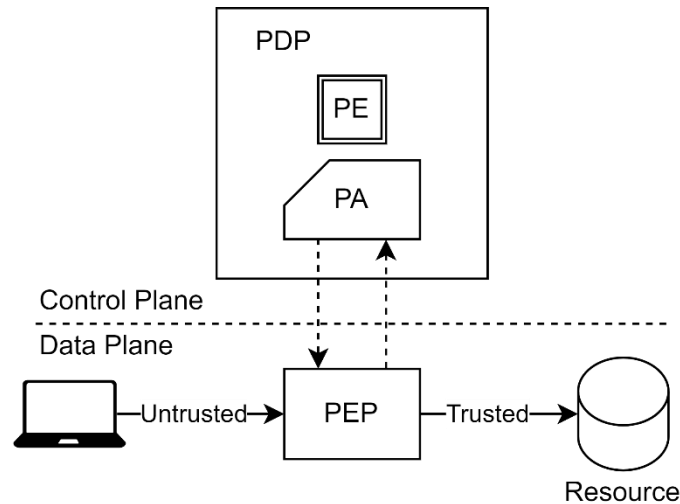 PDP
PE
PA
Control Plane
Data Plane
Untrusted
PEP
Trusted
Resource